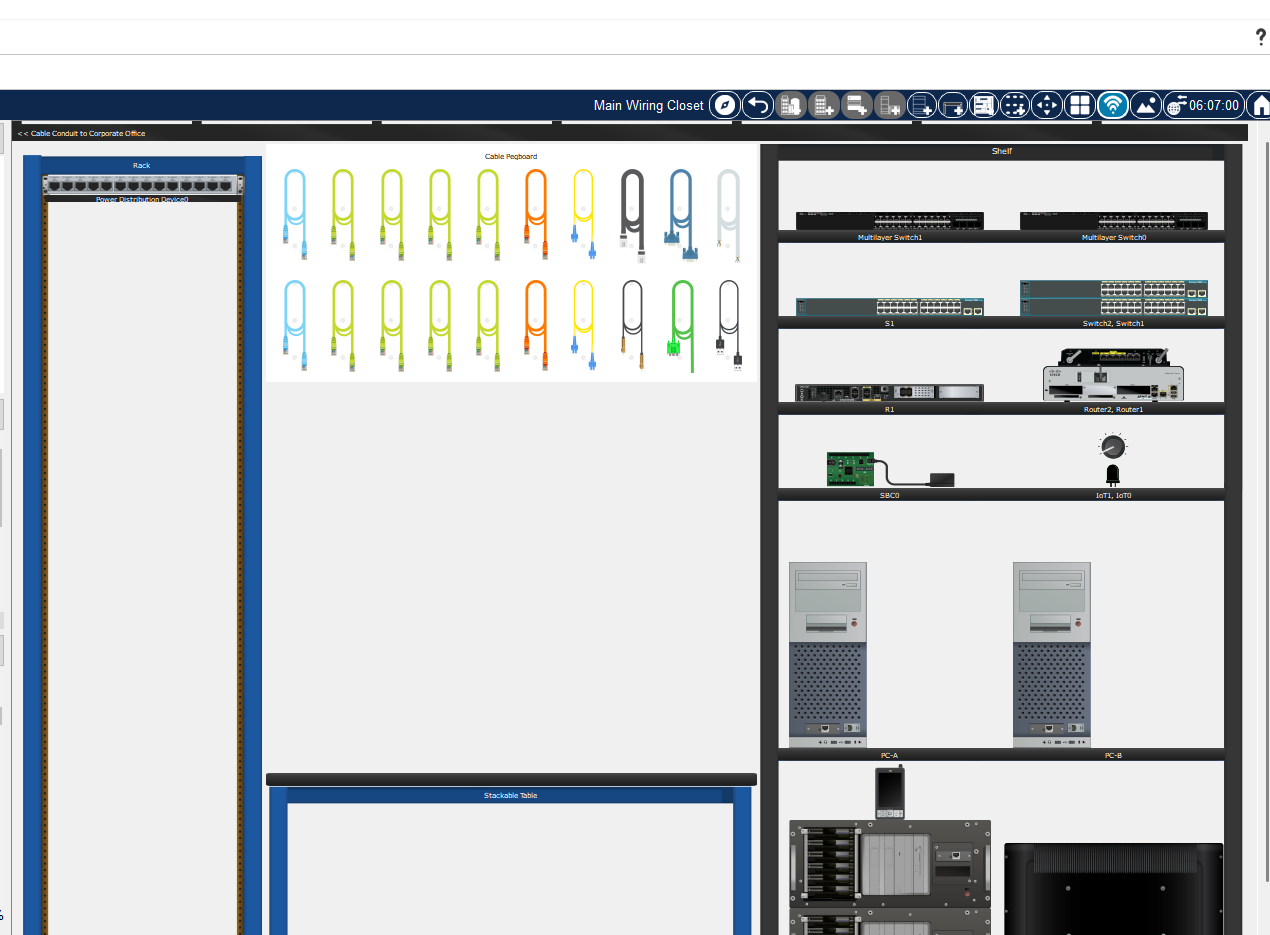 ?
Main Wiring Closet
06:07:00
<< Cable Conduit to Corporate Office
Rack
Power Distribution Device0
Cable Pegboard
Stackable Table
Shelf
Multilayer Switch1
Multilayer Switch0
S1
Switch2, Switch1
R1
Router2, Router1
SBC0
IoT1, IoT0
PC-A
PC-B